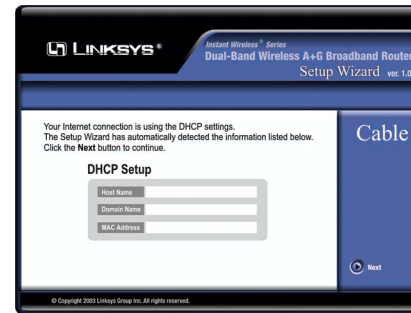 LINKSYS®
Instant Wireless® Series
Dual-Band Wireless A+G Broadband Router
Setup Wizard ver. 1.0
Your Internet connection is using the DHCP settings.
The Setup Wizard has automatically detected the information listed below.
Click the Next button to continue.
Cable
DHCP Setup
Host Name
Domain Name
MAC Address
Next
© Copyright 2003 Linksys Group Inc. All rights reserved.